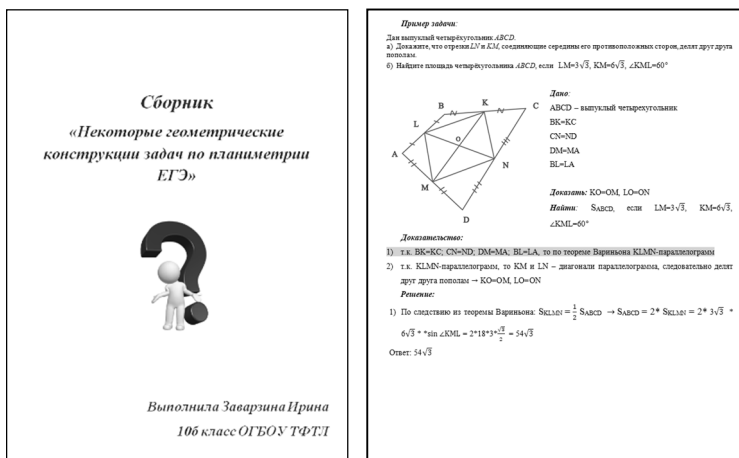 Сборник
«Некоторые геометрические
конструкции задач по планиметрии
ЕГЭ»
Выполнила Заварзина Ирина
10б класс ОГБОУ ТФТЛ
Пример задачи:
Дан выпуклый четырёхугольник ABCD.
а) Докажите, что отрезки LN и KM, соединяющие середины его противоположных сторон, делят друг друга
пополам.
б) Найдите площадь четырёхугольника ABCD, если LM=3√3, KM=6√3, ∠KML=60°
B
K
C
L
O
A
N
M
D
Дано:
ABCD – выпуклый четырехугольник
BK=KC
CN=ND
DM=MA
BL=LA
Доказать: KO=OM, LO=ON
Найти: SABCD, если LM=3√3, KM=6√3,
∠KML=60°
Доказательство:
1) т.к. BK=KC; CN=ND; DM=MA; BL=LA, то по теореме Вариньона KLMN-параллелограмм
2) т.к. KLMN-параллелограмм, то KM и LN – диагонали параллелограмма, следовательно делят
друг друга пополам → KO=OM, LO=ON
Решение:
1) По следствию из теоремы Вариньона: SKLMN = 1/2 SABCD → SABCD = 2* SKLMN = 2* 3√3 *
6√3 * *sin ∠KML = 2*18*3*√3/2 = 54√3
Ответ: 54√3